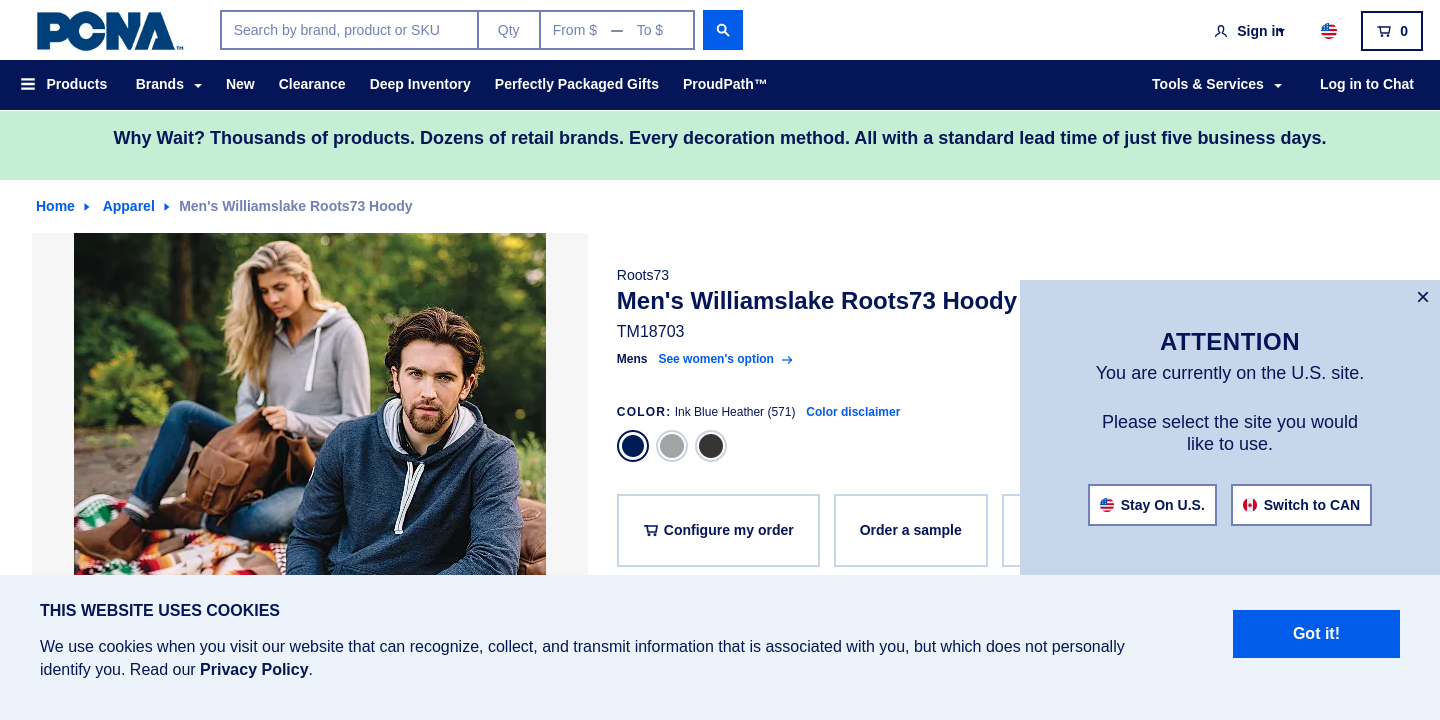 PCNA™
Search by brand, product or SKU
Qty
From $ — To $
Sign in
0
Products
Brands
New
Clearance
Deep Inventory
Perfectly Packaged Gifts
ProudPath™
Tools & Services
Log in to Chat
Why Wait? Thousands of products. Dozens of retail brands. Every decoration method. All with a standard lead time of just five business days.
Home
Apparel
Men's Williamslake Roots73 Hoody
Roots73
Men's Williamslake Roots73 Hoody
TM18703
Mens See women's option
COLOR: Ink Blue Heather (571) Color disclaimer
Configure my order
Order a sample
×
ATTENTION
You are currently on the U.S. site.
Please select the site you would
like to use.
Stay On U.S.
Switch to CAN
THIS WEBSITE USES COOKIES
We use cookies when you visit our website that can recognize, collect, and transmit information that is associated with you, but which does not personally
identify you. Read our Privacy Policy.
Got it!